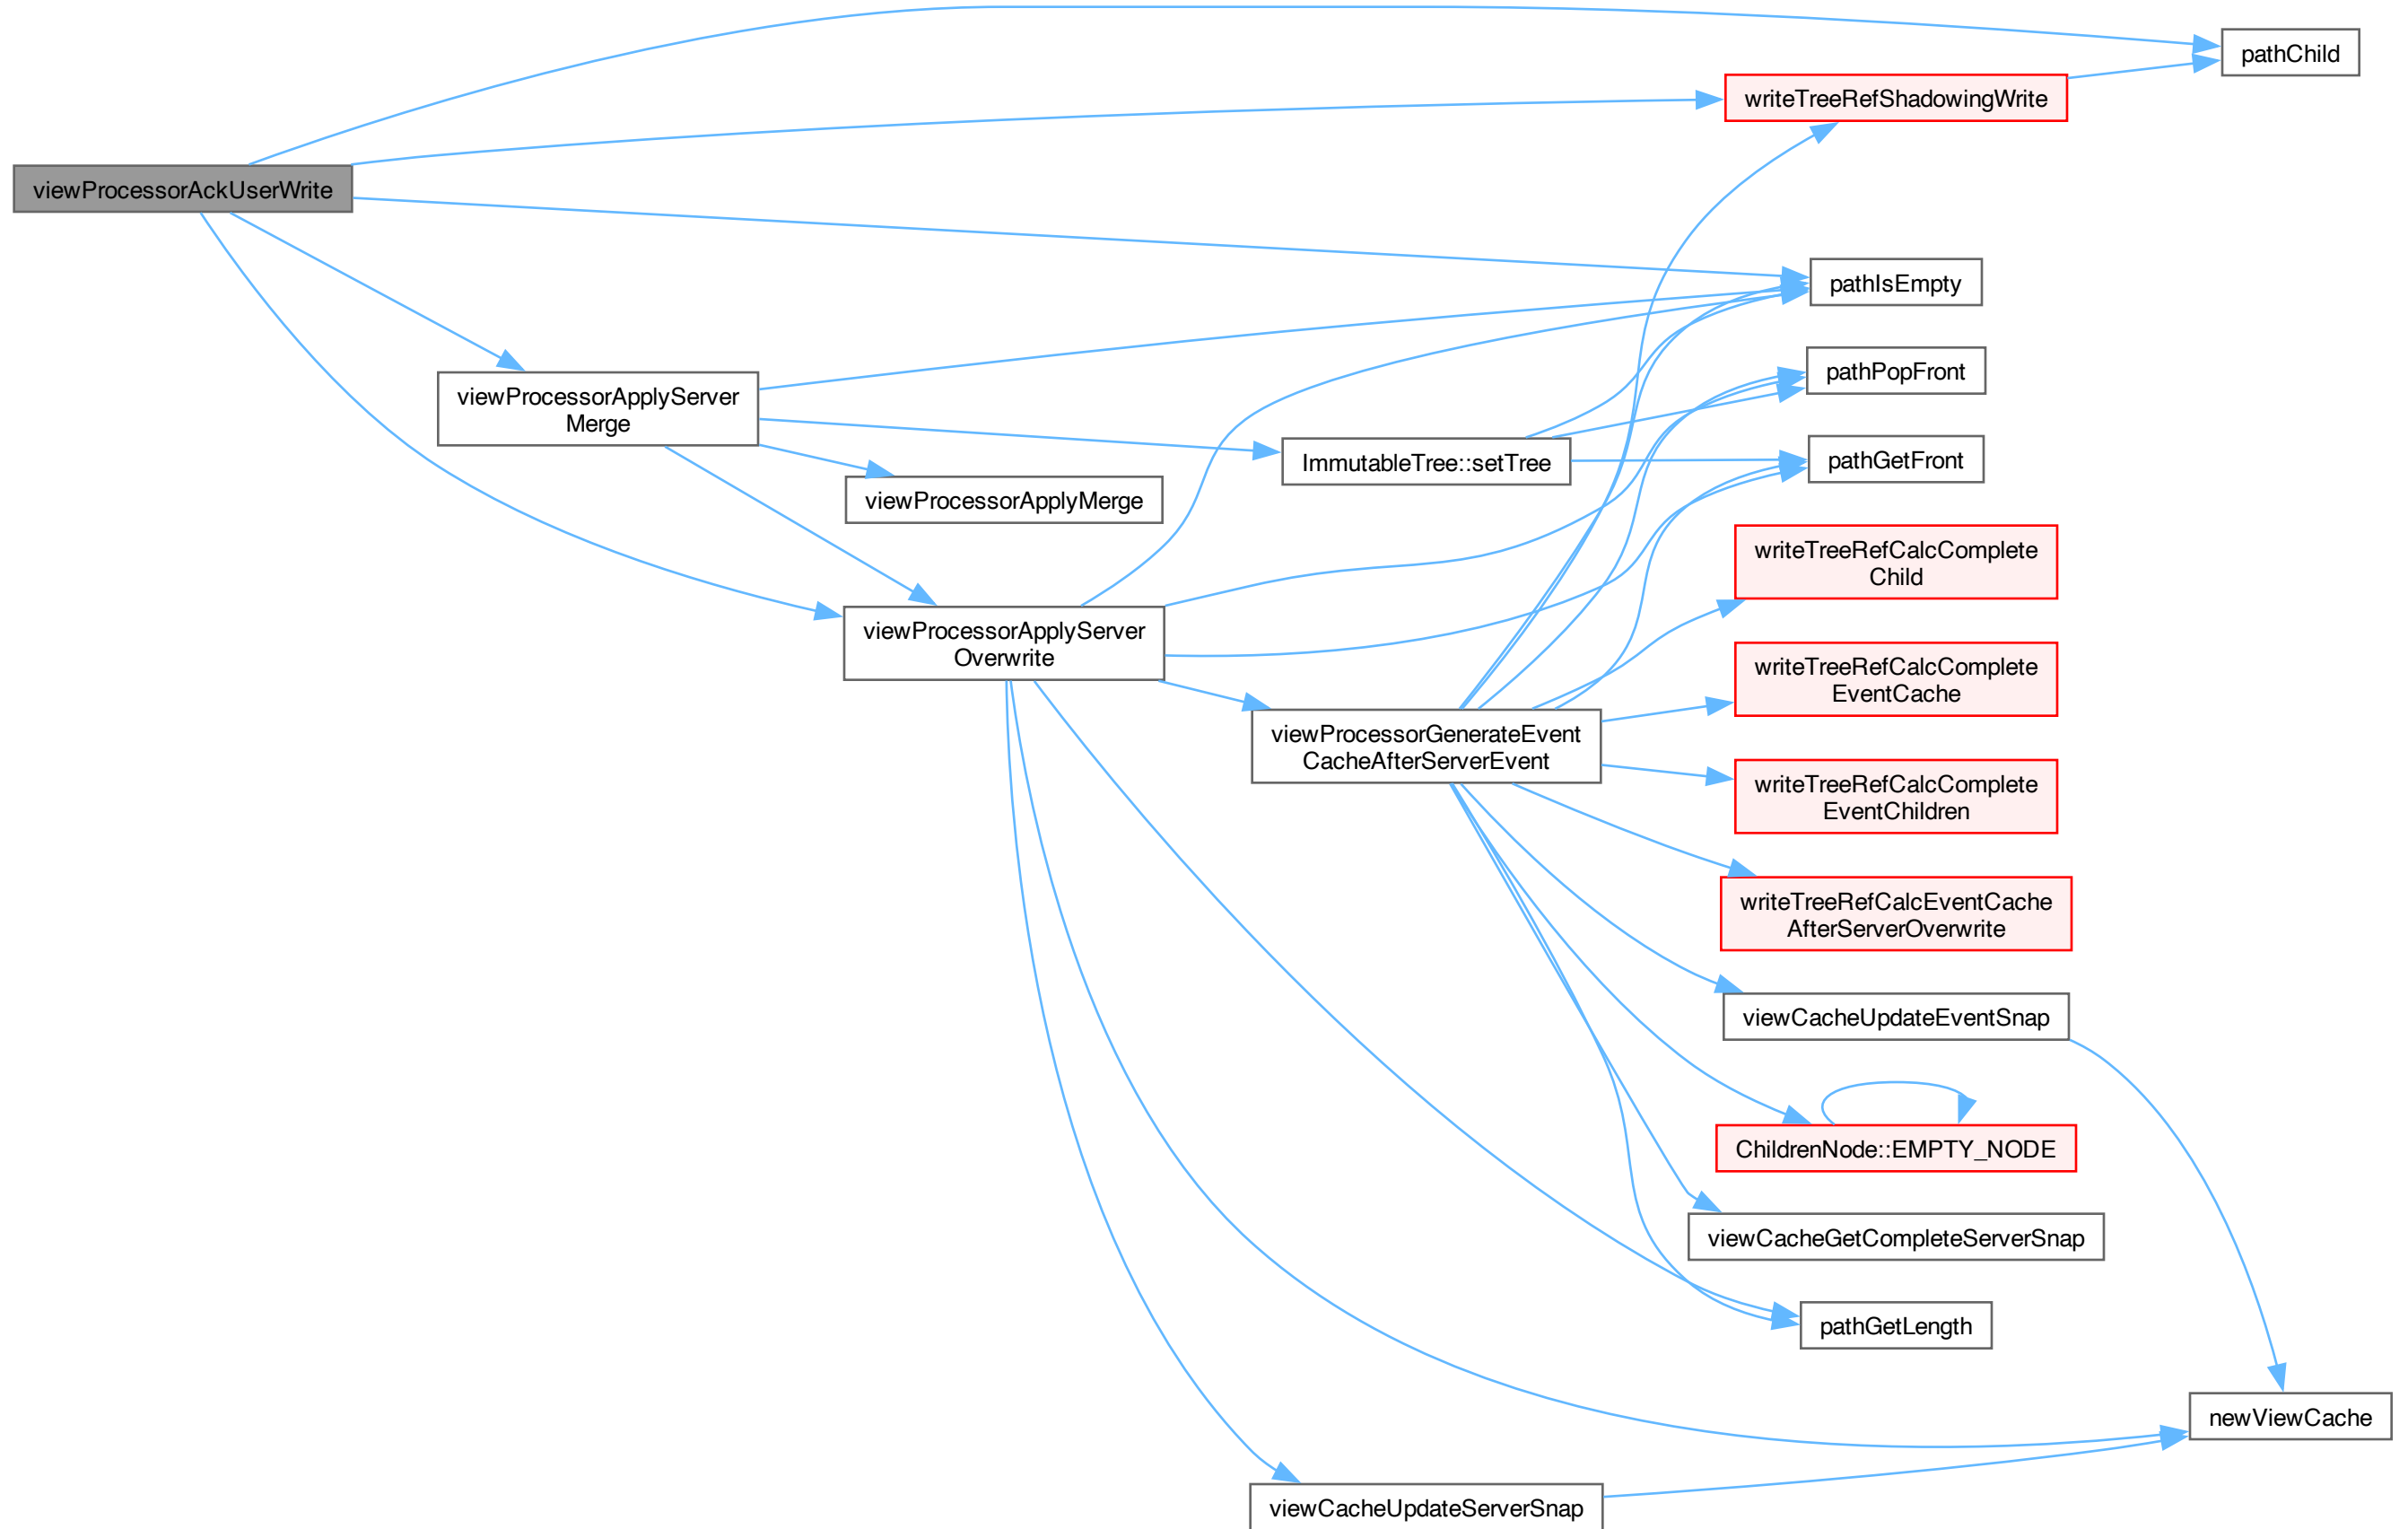 pathChild
writeTreeRefShadowingWrite
viewProcessorAckUserWrite
pathIsEmpty
pathPopFront
viewProcessorApplyServer
Merge
ImmutableTree::setTree
pathGetFront
viewProcessorApplyMerge
writeTreeRefCalcComplete
Child
viewProcessorApplyServer
Overwrite
writeTreeRefCalcComplete
EventCache
viewProcessorGenerateEvent
CacheAfterServerEvent
writeTreeRefCalcComplete
EventChildren
writeTreeRefCalcEventCache
AfterServerOverwrite
viewCacheUpdateEventSnap
ChildrenNode::EMPTY_NODE
viewCacheGetCompleteServerSnap
pathGetLength
newViewCache
viewCacheUpdateServerSnap